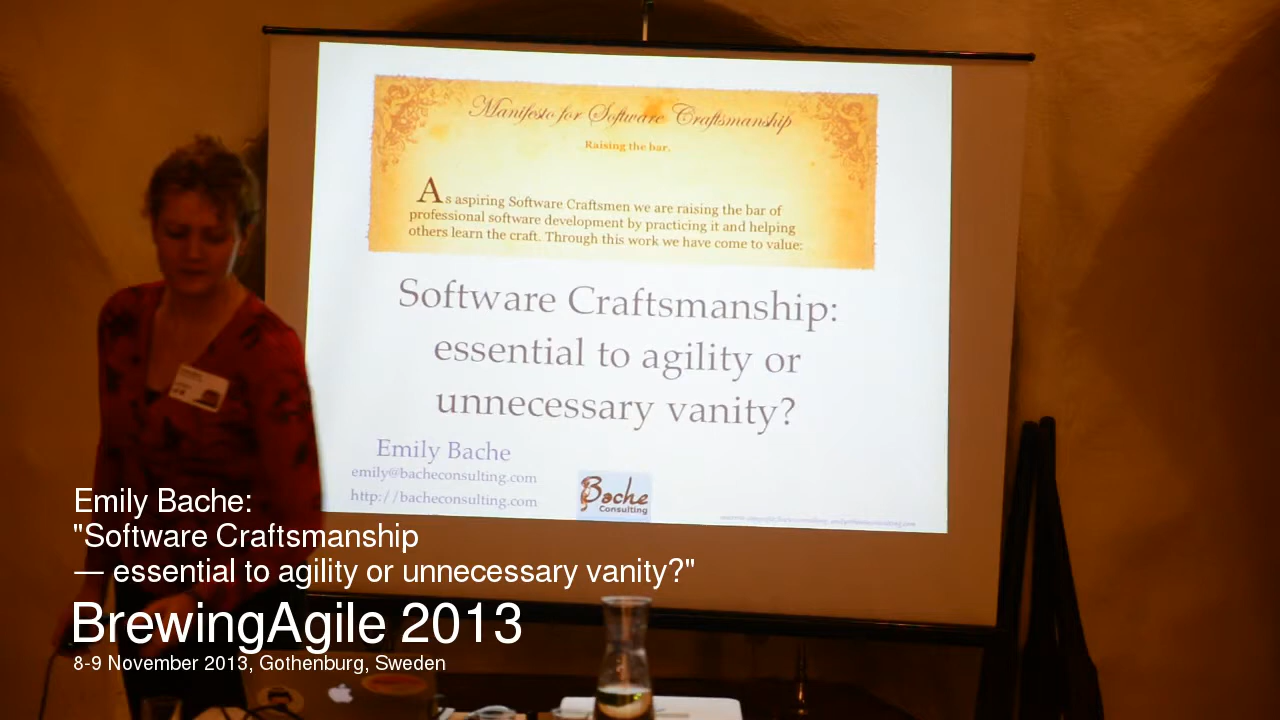 Manifesto for Software Craftsmanship
Raising the bar.
As aspiring Software Craftsmen we are raising the bar of
professional software development by practicing it and helping
others learn the craft. Through this work we have come to value:
Software Craftsmanship:
essential to agility or
unnecessary vanity?
Emily Bache
emily@bacheconsulting.com
http://bacheconsulting.com
Bache
Consulting
Emily Bache:
"Software Craftsmanship
— essential to agility or unnecessary vanity?"
BrewingAgile 2013
8-9 November 2013, Gothenburg, Sweden